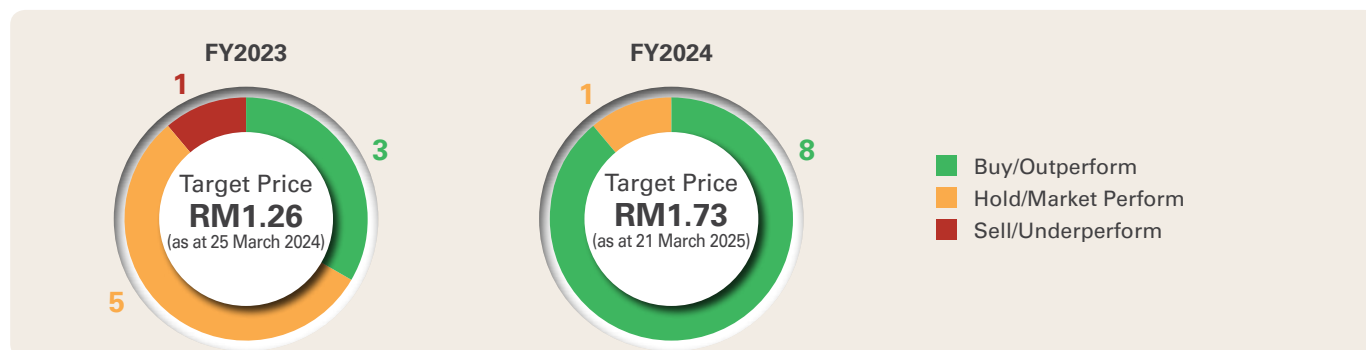 FY2023
1
3
5
Target Price
RM1.26
(as at 25 March 2024)
FY2024
1
8
Target Price
RM1.73
(as at 21 March 2025)
Buy/Outperform
Hold/Market Perform
Sell/Underperform